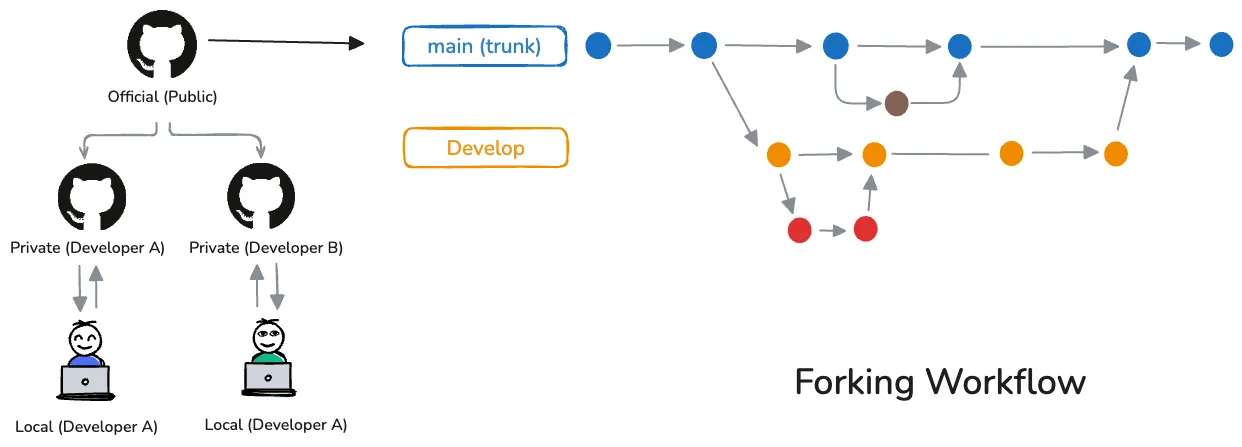 main (trunk)
Official (Public)
Develop
Private (Developer A)
Private (Developer B)
Forking Workflow
Local (Developer A)
Local (Developer A)